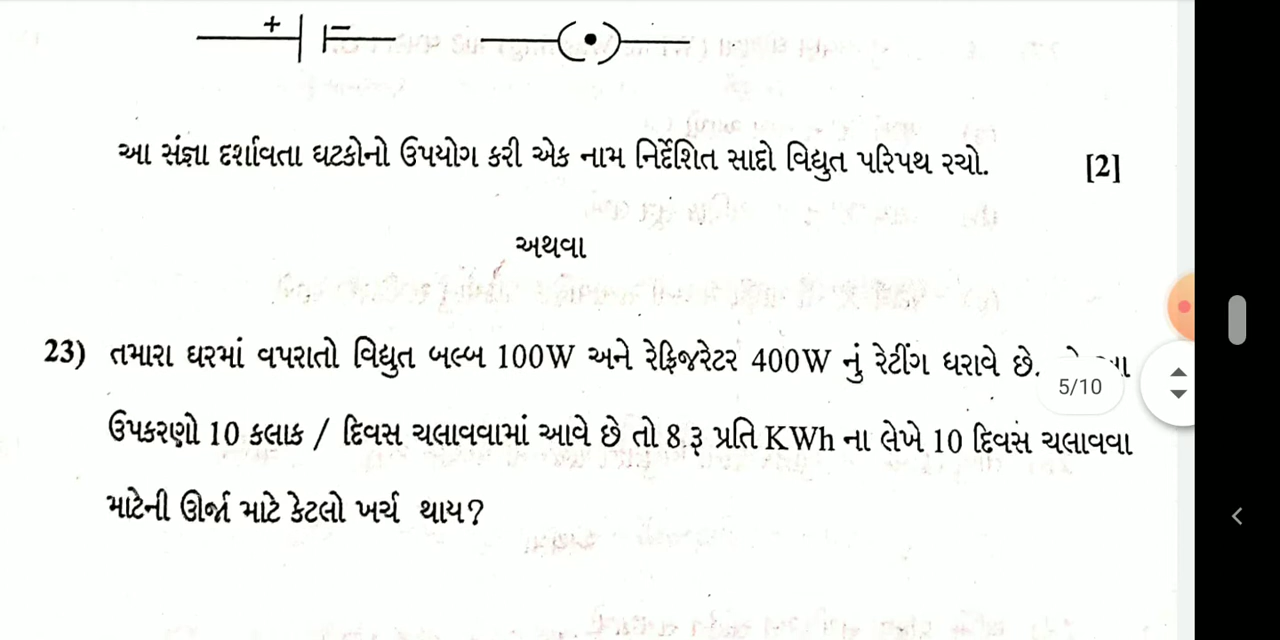 + −
આ સંજ્ઞા દર્શાવતા ઘટકોનો ઉપયોગ કરી એક નામ નિર્દેશિત સાદો વિદ્યુત પરિપથ રચો. [2]
અથવા
23) તમારા ઘરમાં વપરાતો વિદ્યુત બલ્બ 100W અને રેફ્રિજરેટર 400W નું રેટીંગ ધરાવે છે.
5/10
ઉપકરણો 10 કલાક / દિવસ ચલાવવામાં આવે છે તો 8.રૂ પ્રતિ KWh ના લેખે 10 દિવસ ચલાવવા
માટેની ઊર્જા માટે કેટલો ખર્ચ થાય?